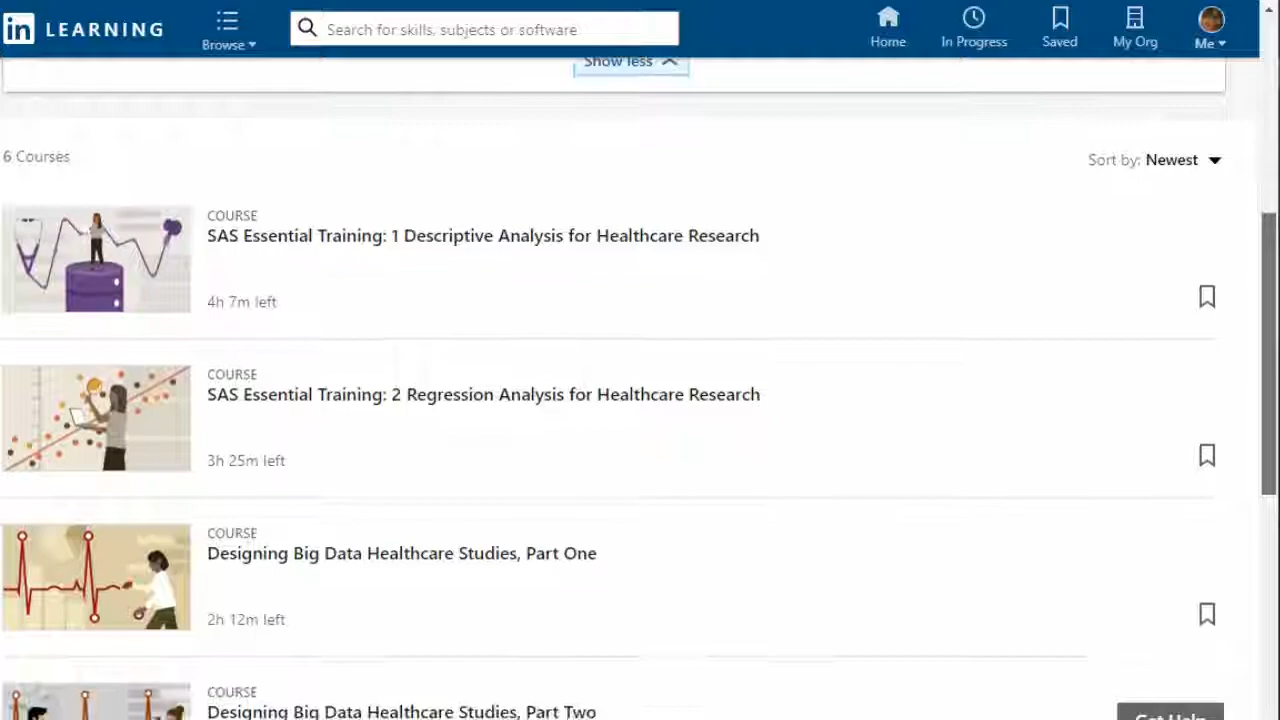 in LEARNING
Browse
Search for skills, subjects or software
Home
In Progress
Saved
My Org
Me
Show less
6 Courses
Sort by: Newest
COURSE
SAS Essential Training: 1 Descriptive Analysis for Healthcare Research
4h 7m left
COURSE
SAS Essential Training: 2 Regression Analysis for Healthcare Research
3h 25m left
COURSE
Designing Big Data Healthcare Studies, Part One
2h 12m left
COURSE
Designing Big Data Healthcare Studies, Part Two
Get Help